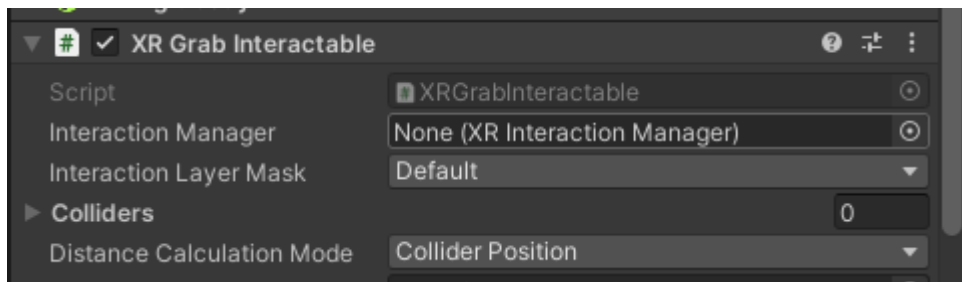 XR Grab Interactable
Script XRGrabInteractable
Interaction Manager None (XR Interaction Manager)
Interaction Layer Mask Default
Colliders 0
Distance Calculation Mode Collider Position